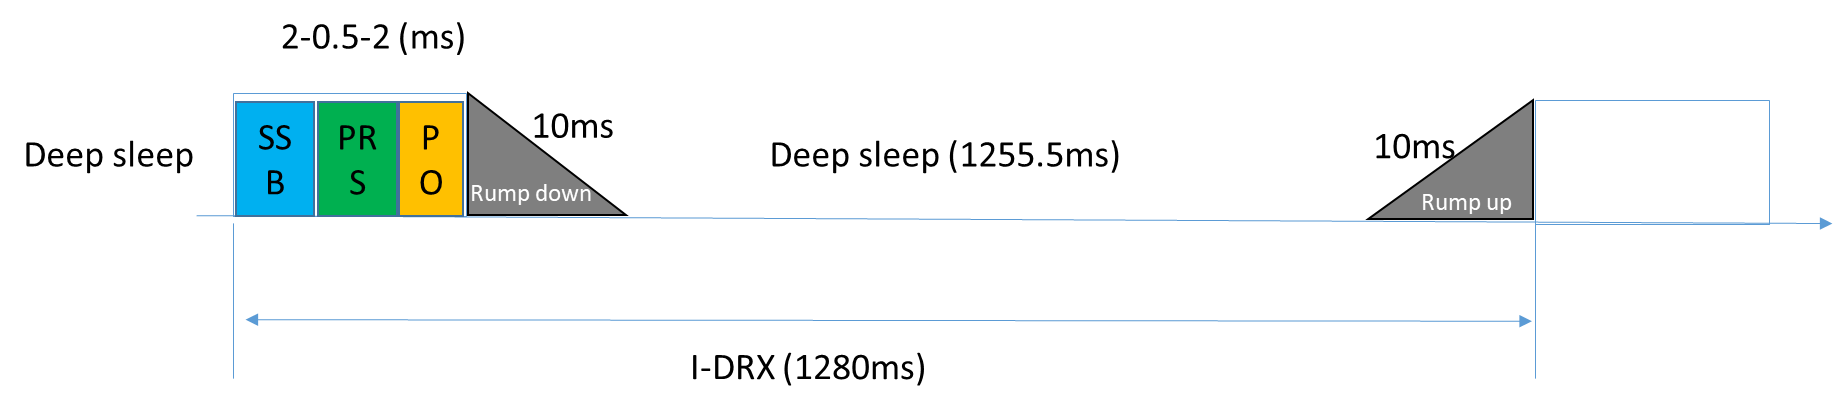 2-0.5-2 (ms)
Deep sleep
SS
B
PR
S
P
O
10ms
Rump down
Deep sleep (1255.5ms)
10ms
Rump up
I-DRX (1280ms)